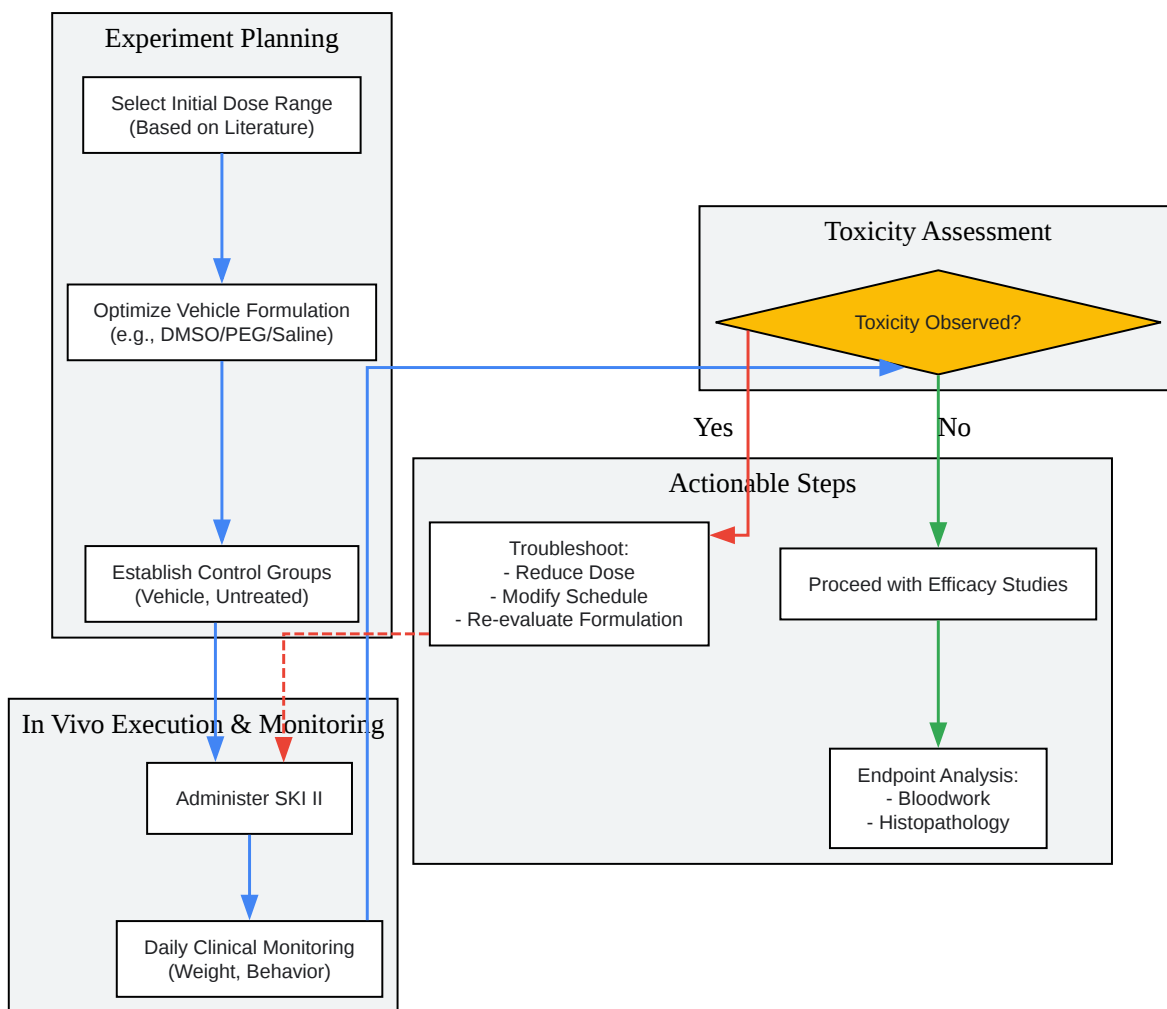 Experiment Planning
Select Initial Dose Range
(Based on Literature)
Optimize Vehicle Formulation
(e.g., DMSO/PEG/Saline)
Establish Control Groups
(Vehicle, Untreated)
In Vivo Execution & Monitoring
Administer SKI II
Daily Clinical Monitoring
(Weight, Behavior)
Toxicity Assessment
Toxicity Observed?
Yes
No
Actionable Steps
Troubleshoot:
- Reduce Dose
- Modify Schedule
- Re-evaluate Formulation
Proceed with Efficacy Studies
Endpoint Analysis:
- Bloodwork
- Histopathology